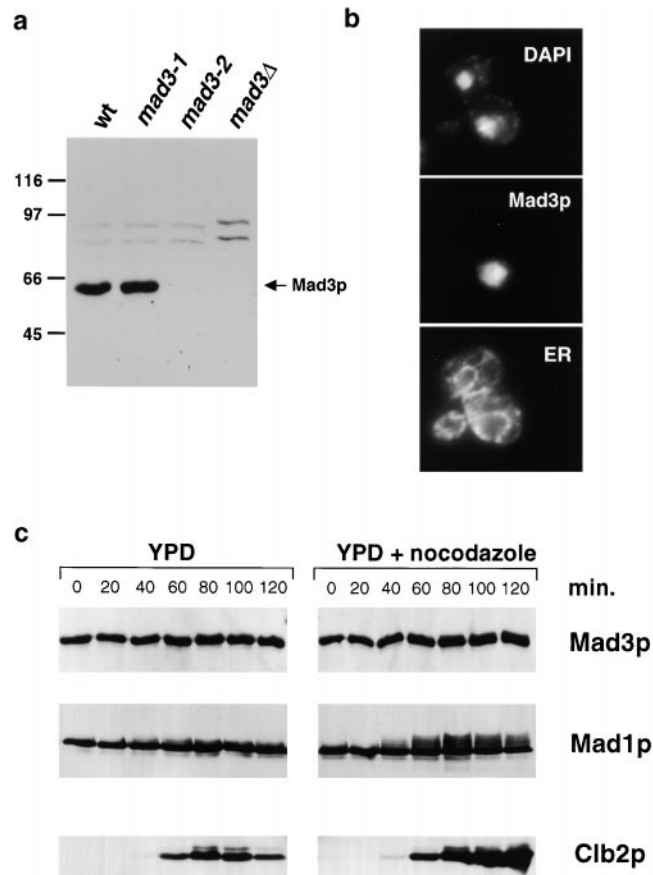 a
wt mad3-1 mad3-2 mad3Δ
116
97
66
45
Mad3p
b
DAPI
Mad3p
ER
c
YPD YPD + nocodazole
0 20 40 60 80 100 120 0 20 40 60 80 100 120 min.
Mad3p
Mad1p
Clb2p